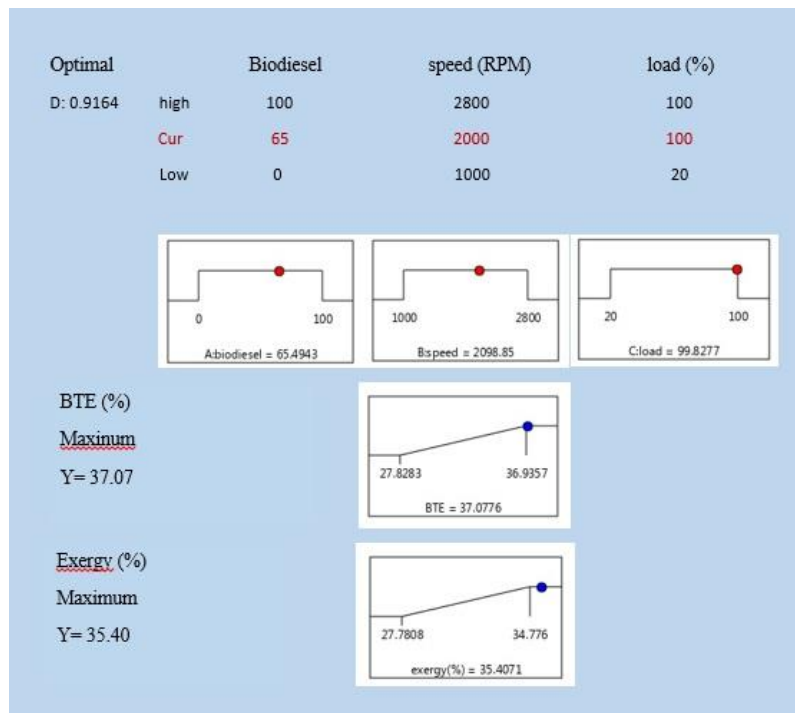 Optimal Biodiesel speed (RPM) load (%)
D: 0.9164 high 100 2800 100
Cur 65 2000 100
Low 0 1000 20
0 100 1000 2800 20 100
A:biodiesel = 65.4943 B:speed = 2098.85 C:load = 99.8277
BTE (%)
Maxinum
Y= 37.07
27.8283 36.9357
BTE = 37.0776
Exergy (%)
Maximum
Y= 35.40
27.7808 34.776
exergy(%) = 35.4071